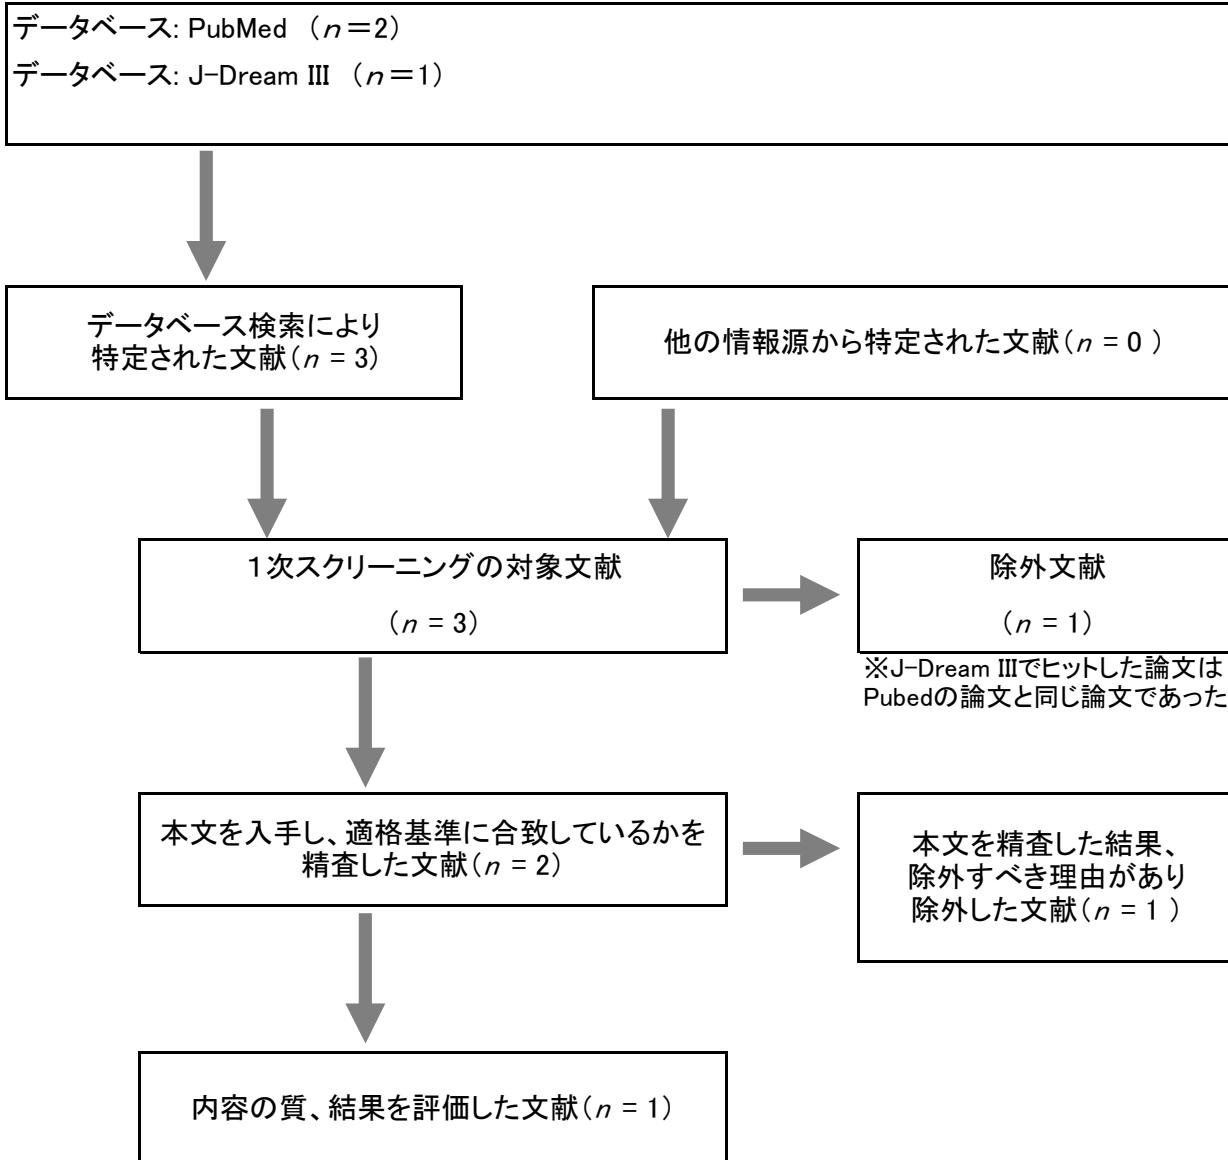 データベース: PubMed （n＝2）
データベース: J-Dream III （n＝1）
データベース検索により
特定された文献（n = 3）
他の情報源から特定された文献（n = 0 ）
１次スクリーニングの対象文献
（n = 3）
除外文献
（n = 1）
※J-Dream IIIでヒットした論文は
Pubedの論文と同じ論文であった
本文を入手し、適格基準に合致しているかを
精査した文献（n = 2）
本文を精査した結果、
除外すべき理由があり
除外した文献（n = 1 ）
内容の質、結果を評価した文献（n = 1）